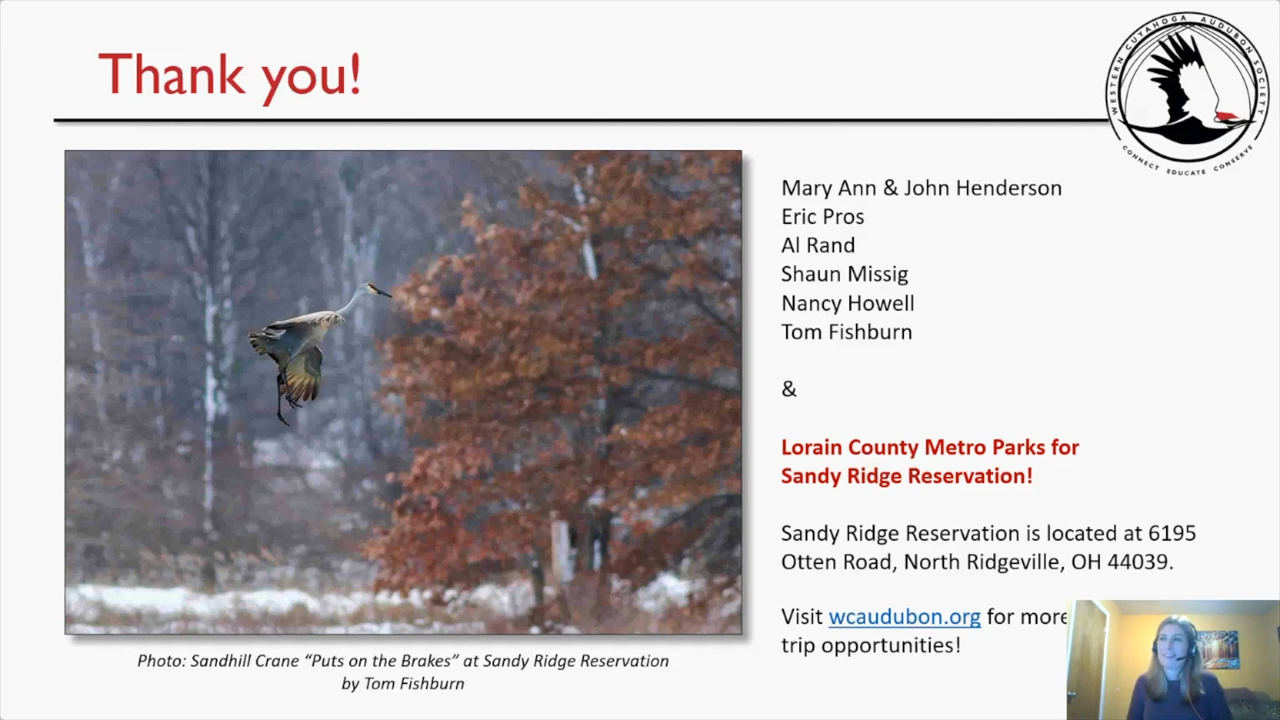 Thank you!
WESTERN CUYAHOGA AUDUBON SOCIETY
CONNECT EDUCATE CONSERVE
Mary Ann & John Henderson
Eric Pros
Al Rand
Shaun Missig
Nancy Howell
Tom Fishburn
&
Lorain County Metro Parks for
Sandy Ridge Reservation!
Sandy Ridge Reservation is located at 6195
Otten Road, North Ridgeville, OH 44039.
Visit wcaudubon.org for more
trip opportunities!
Photo: Sandhill Crane “Puts on the Brakes” at Sandy Ridge Reservation
by Tom Fishburn